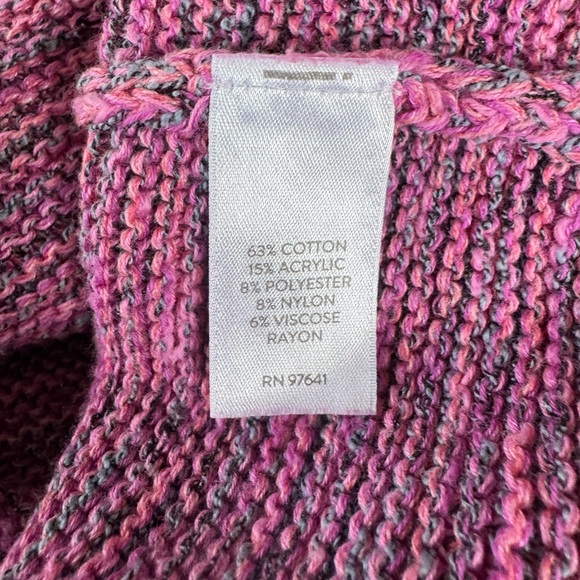 63% COTTON
15% ACRYLIC
8% POLYESTER
8% NYLON
6% VISCOSE
RAYON
RN 97641